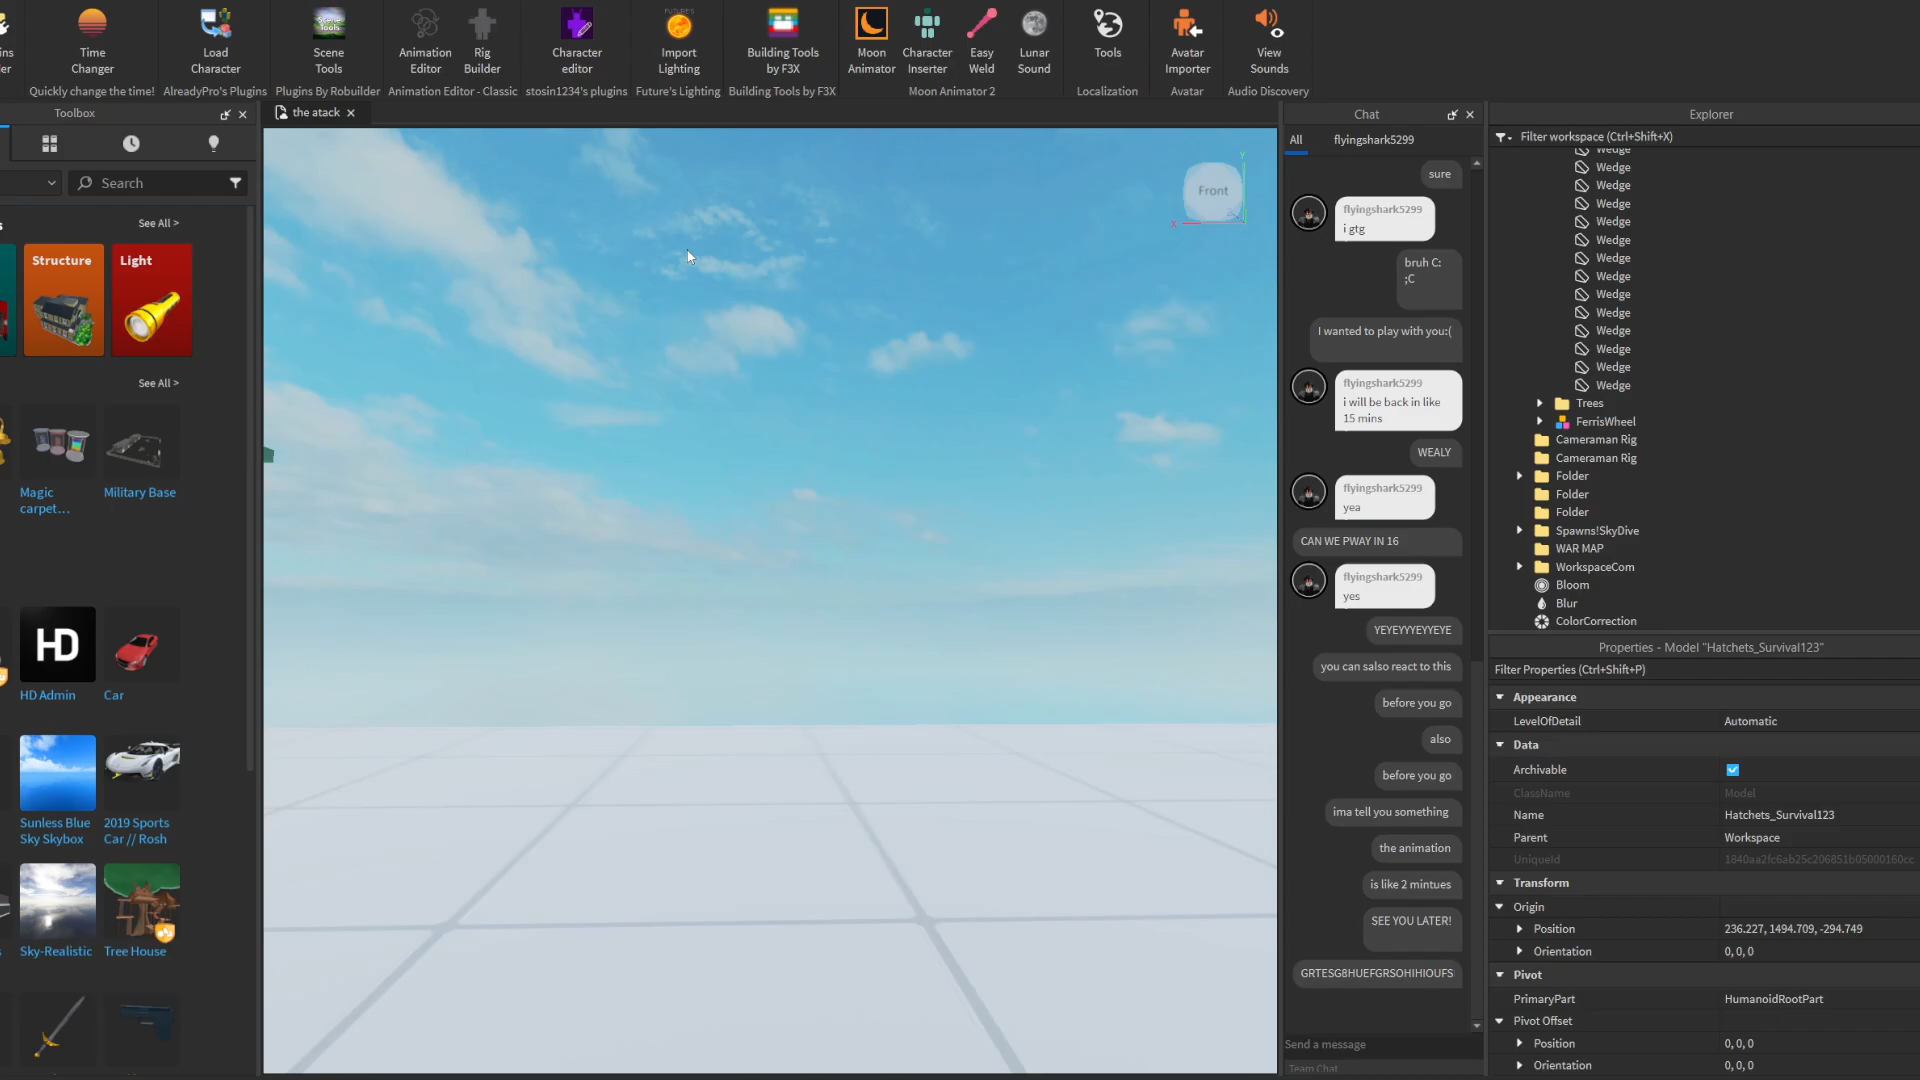 Time
Changer
Load
Character
Scene
Tools
Animation
Editor
Rig
Builder
Character
editor
Import
Lighting
Building Tools
by F3X
Moon
Animator
Character
Inserter
Easy
Weld
Lunar
Sound
Tools
Avatar
Importer
View
Sounds
Quickly change the time!
AlreadyPro's Plugins
Plugins By Robuilder
Animation Editor - Classic
stosin1234's plugins
Future's Lighting
Building Tools by F3X
Moon Animator 2
Localization
Avatar
Audio Discovery
Toolbox
Search
See All >
Structure
Light
See All >
Magic
carpet...
Military Base
HD
HD Admin
Car
Sunless Blue
Sky Skybox
2019 Sports
Car // Rosh
Sky-Realistic
Tree House
the atack
Front
Y
X
Chat
All
flyingshark5299
sure
flyingshark5299
i gtg
bruh C:
;C
I wanted to play with you:(
flyingshark5299
i will be back in like
15 mins
WEALY
flyingshark5299
yea
CAN WE PWAY IN 16
flyingshark5299
yes
YEYEYYYEYYEYE
you can salso react to this
before you go
also
before you go
ima tell you something
the animation
is like 2 mintues
SEE YOU LATER!
GRTESG8HUEFGRSOHIHIOUFS
Send a message
Team Chat
Explorer
Filter workspace (Ctrl+Shift+X)
Wedge
Wedge
Wedge
Wedge
Wedge
Wedge
Wedge
Wedge
Wedge
Wedge
Wedge
Wedge
Wedge
Wedge
Trees
FerrisWheel
Cameraman Rig
Cameraman Rig
Folder
Folder
Folder
Spawns!SkyDive
WAR MAP
WorkspaceCom
Bloom
Blur
ColorCorrection
Properties - Model "Hatchets_Survival123"
Filter Properties (Ctrl+Shift+P)
Appearance
LevelOfDetail Automatic
Data
Archivable
ClassName Model
Name Hatchets_Survival123
Parent Workspace
UniqueId 1840aa2fc6ab25c206851b05000160cc
Transform
Origin
Position 236.227, 1494.709, -294.749
Orientation 0, 0, 0
Pivot
PrimaryPart HumanoidRootPart
Pivot Offset
Position 0, 0, 0
Orientation 0, 0, 0